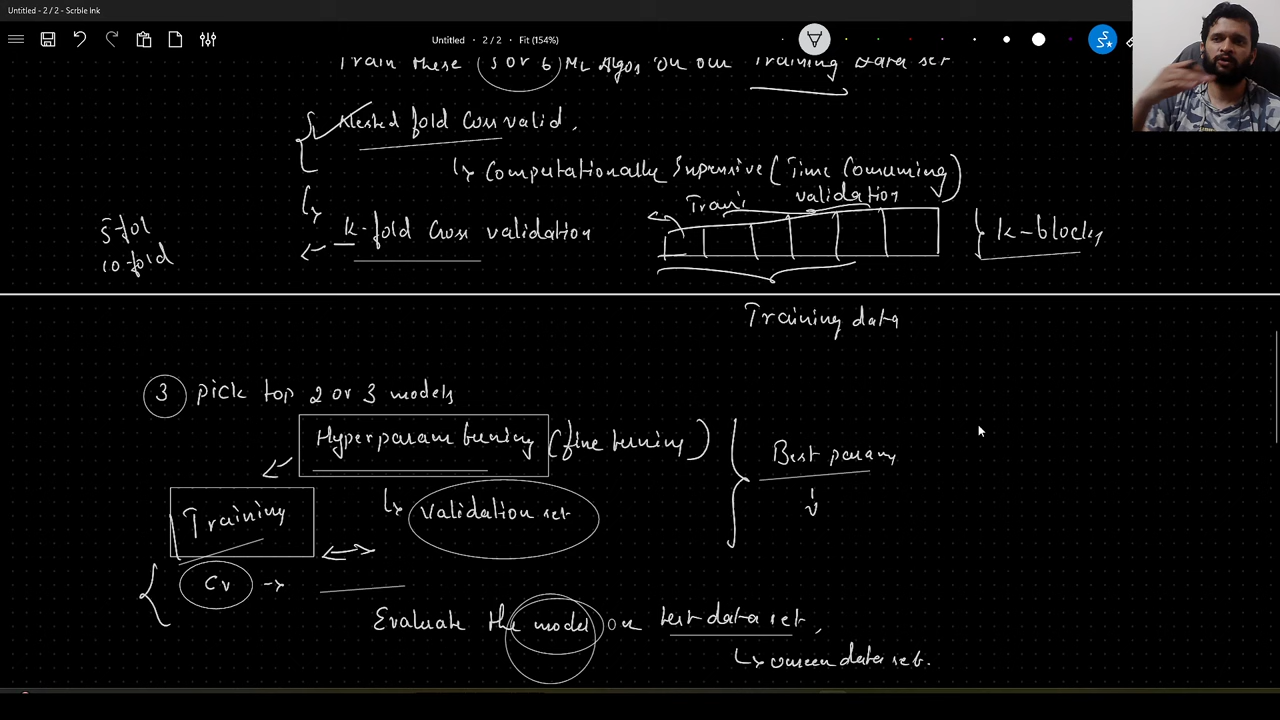 Untitled - 2 / 2 - Scrble Ink
Untitled • 2 / 2 • Fit (154%)
Train these 5 or 6 ML Algos on our Training Data set
Nested fold Cross valid,
↳ Computationally Expensive (Time Consuming)
Train validation
5-fol
10 fold
k-fold Cross validation
k-blocks
Training data
3 pick top 2 or 3 models
Hyperparam tuning (fine tuning)
Best params
Training
↳ Validation set
CV →
Evaluate the model on test data set,
↳ unseen data set.